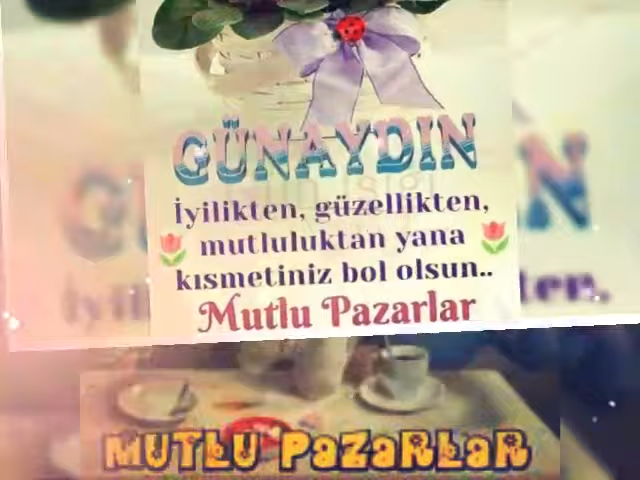 GÜNAYDIN
İyilikten, güzellikten,
mutluluktan yana
kısmetiniz bol olsun..
Mutlu Pazarlar
MUTLU PaZaRLaR